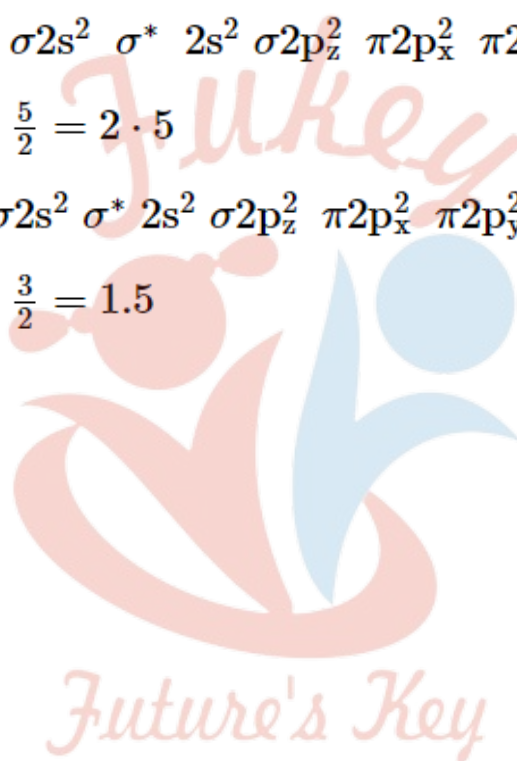 σ2s² σ* 2s² σ2p_z² π2p_x² π2
Fukey
5/2 = 2 · 5
σ2s² σ* 2s² σ2p_z² π2p_x² π2p_y²
3/2 = 1.5
Future's Key